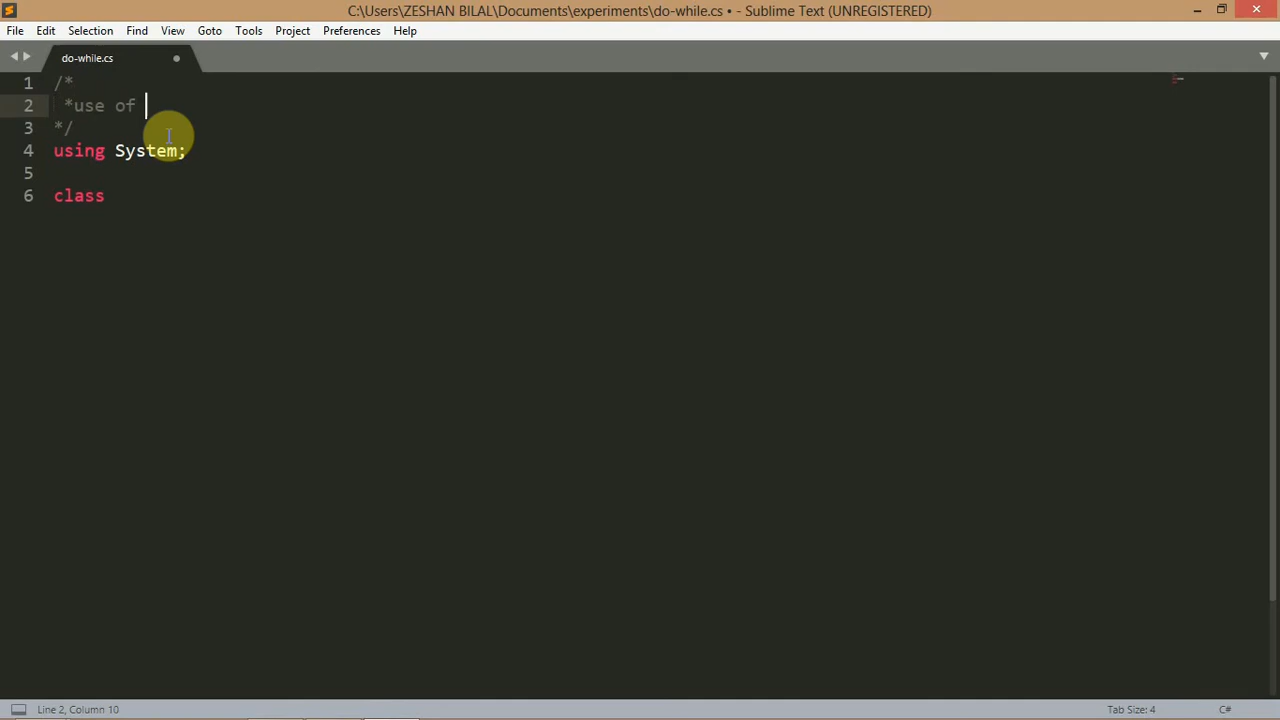 C:\Users\ZESHAN BILAL\Documents\experiments\do-while.cs • - Sublime Text (UNREGISTERED)
File Edit Selection Find View Goto Tools Project Preferences Help
do-while.cs
1 /*
2 *use of
3 */
4 using System;
5
6 class
Line 2, Column 10 Tab Size: 4 C#